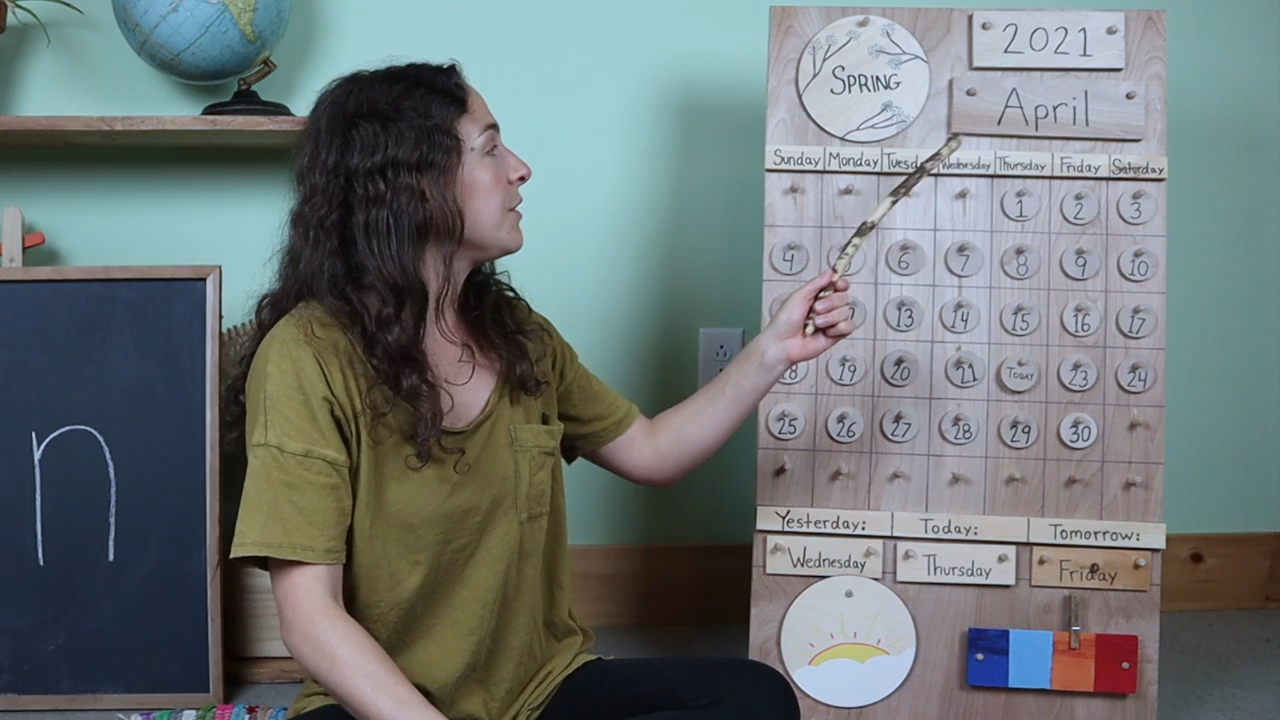 2021
SPRING
April
Sunday Monday Tuesd Wednesday Thursday Friday Saturday
1 2 3
4 6 7 8 9 10
13 14 15 16 17
18 19 20 21 TODAY 23 24
25 26 27 28 29 30
n
Yesterday: Today: Tomorrow:
Wednesday Thursday Friday